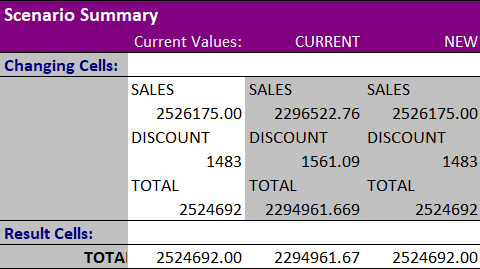 Scenario Summary
Current Values: CURRENT NEW
Changing Cells:
SALES SALES SALES
2526175.00 2296522.76 2526175.00
DISCOUNT DISCOUNT DISCOUNT
1483 1561.09 1483
TOTAL TOTAL TOTAL
2524692 2294961.669 2524692
Result Cells:
TOTAL 2524692.00 2294961.67 2524692.00